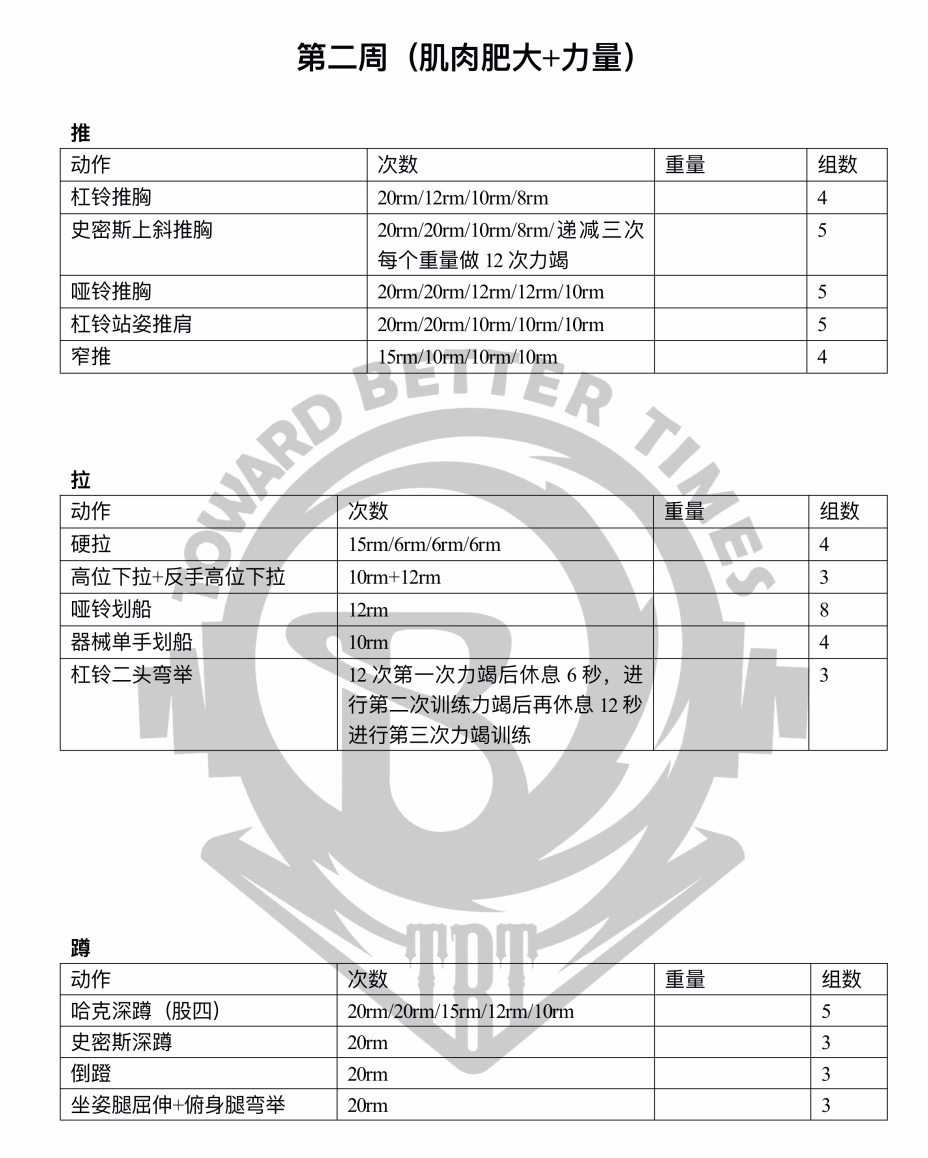 第二周（肌肉肥大+力量）
推
动作 次数 重量 组数
杠铃推胸 20rm/12rm/10rm/8rm 4
史密斯上斜推胸 20rm/20rm/10rm/8rm/递减三次 5
每个重量做 12 次力竭
哑铃推胸 20rm/20rm/12rm/12rm/10rm 5
杠铃站姿推肩 20rm/20rm/10rm/10rm/10rm 5
窄推 15rm/10rm/10rm/10rm 4
TOWARD BETTER TIMES
拉
动作 次数 重量 组数
硬拉 15rm/6rm/6rm/6rm 4
高位下拉+反手高位下拉 10rm+12rm 3
哑铃划船 12rm 8
器械单手划船 10rm 4
杠铃二头弯举 12 次第一次力竭后休息 6 秒，进 3
行第二次训练力竭后再休息 12 秒
进行第三次力竭训练
B
TBT
蹲
动作 次数 重量 组数
哈克深蹲（股四） 20rm/20rm/15rm/12rm/10rm 5
史密斯深蹲 20rm 3
倒蹬 20rm 3
坐姿腿屈伸+俯身腿弯举 20rm 3